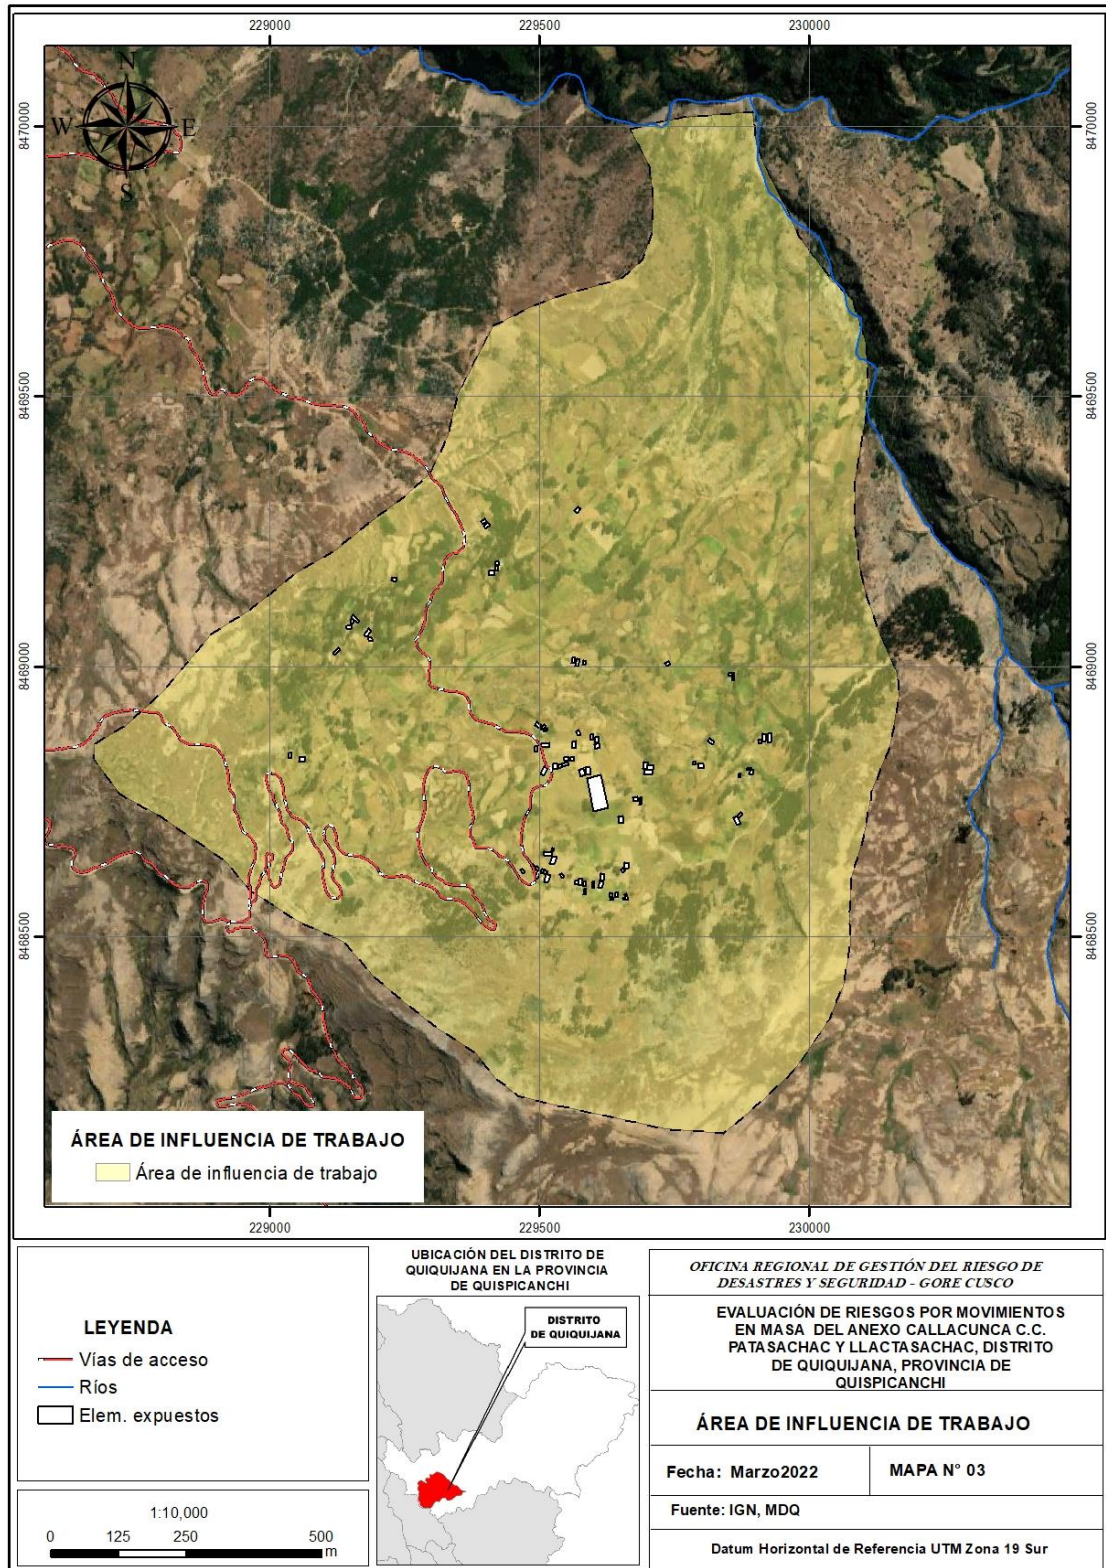 229000 229500 230000
N
W E
S
8470000 8470000
8469500 8469500
8469000 8469000
8468500 8468500
ÁREA DE INFLUENCIA DE TRABAJO
Área de influencia de trabajo
229000 229500 230000
LEYENDA
Vías de acceso
Ríos
Elem. expuestos
1:10,000
0 125 250 500
m
UBICACIÓN DEL DISTRITO DE
QUIQUIJANA EN LA PROVINCIA
DE QUISPICANCHI
DISTRITO
DE QUIQUIJANA
OFICINA REGIONAL DE GESTIÓN DEL RIESGO DE
DESASTRES Y SEGURIDAD - GORE CUSCO
EVALUACIÓN DE RIESGOS POR MOVIMIENTOS
EN MASA DEL ANEXO CALLACUNCA C.C.
PATASACHAC Y LLACTASACHAC, DISTRITO
DE QUIQUIJANA, PROVINCIA DE
QUISPICANCHI
ÁREA DE INFLUENCIA DE TRABAJO
Fecha: Marzo2022
MAPA N° 03
Fuente: IGN, MDQ
Datum Horizontal de Referencia UTM Zona 19 Sur